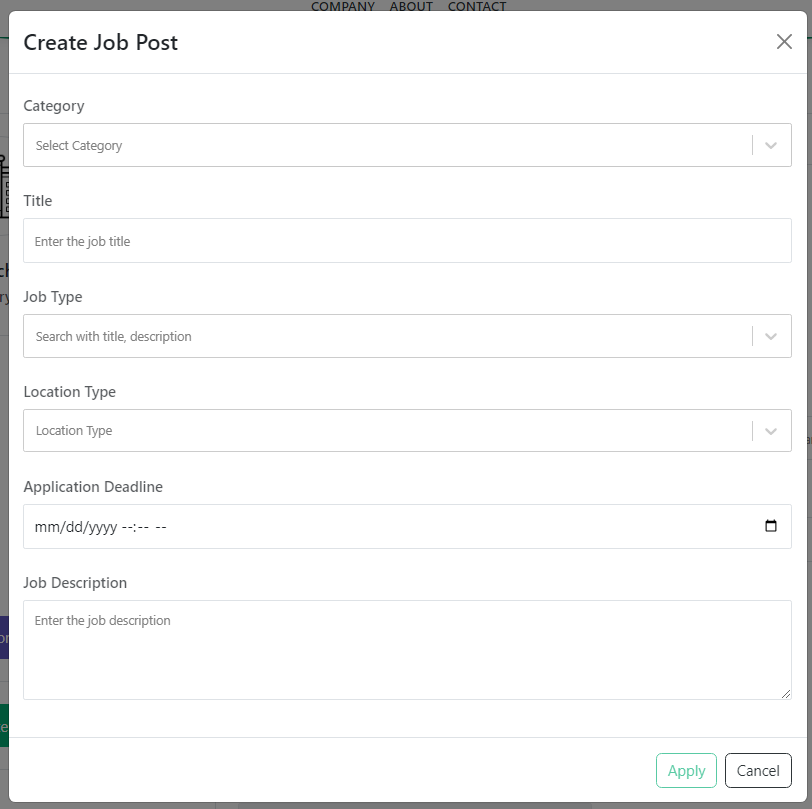 COMPANY ABOUT CONTACT
Create Job Post
Category
Select Category
Title
Enter the job title
Job Type
Search with title, description
Location Type
Location Type
Application Deadline
mm/dd/yyyy --:-- --
Job Description
Enter the job description
Apply Cancel